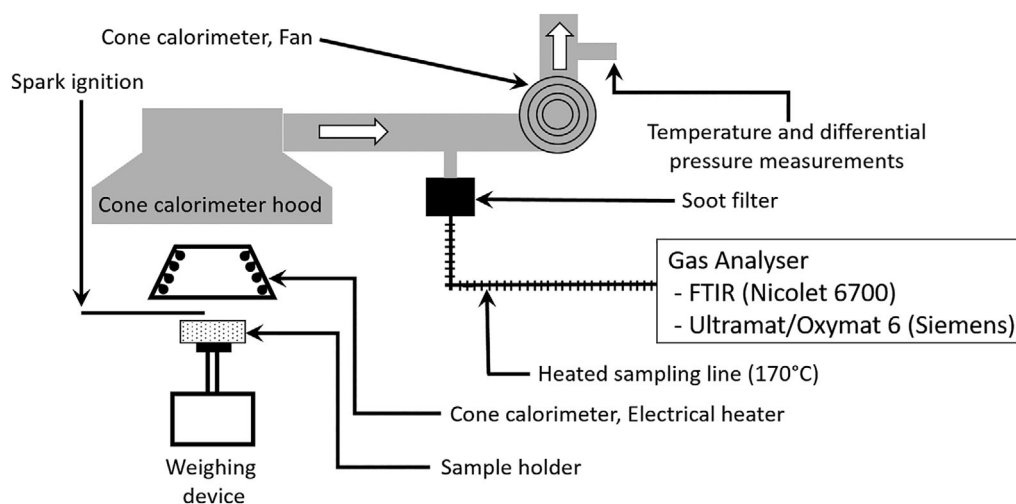 Cone calorimeter, Fan
Spark ignition
Temperature and differential
pressure measurements
Cone calorimeter hood
Soot filter
Gas Analyser
- FTIR (Nicolet 6700)
- Ultramat/Oxymat 6 (Siemens)
Heated sampling line (170°C)
Cone calorimeter, Electrical heater
Weighing
device
Sample holder